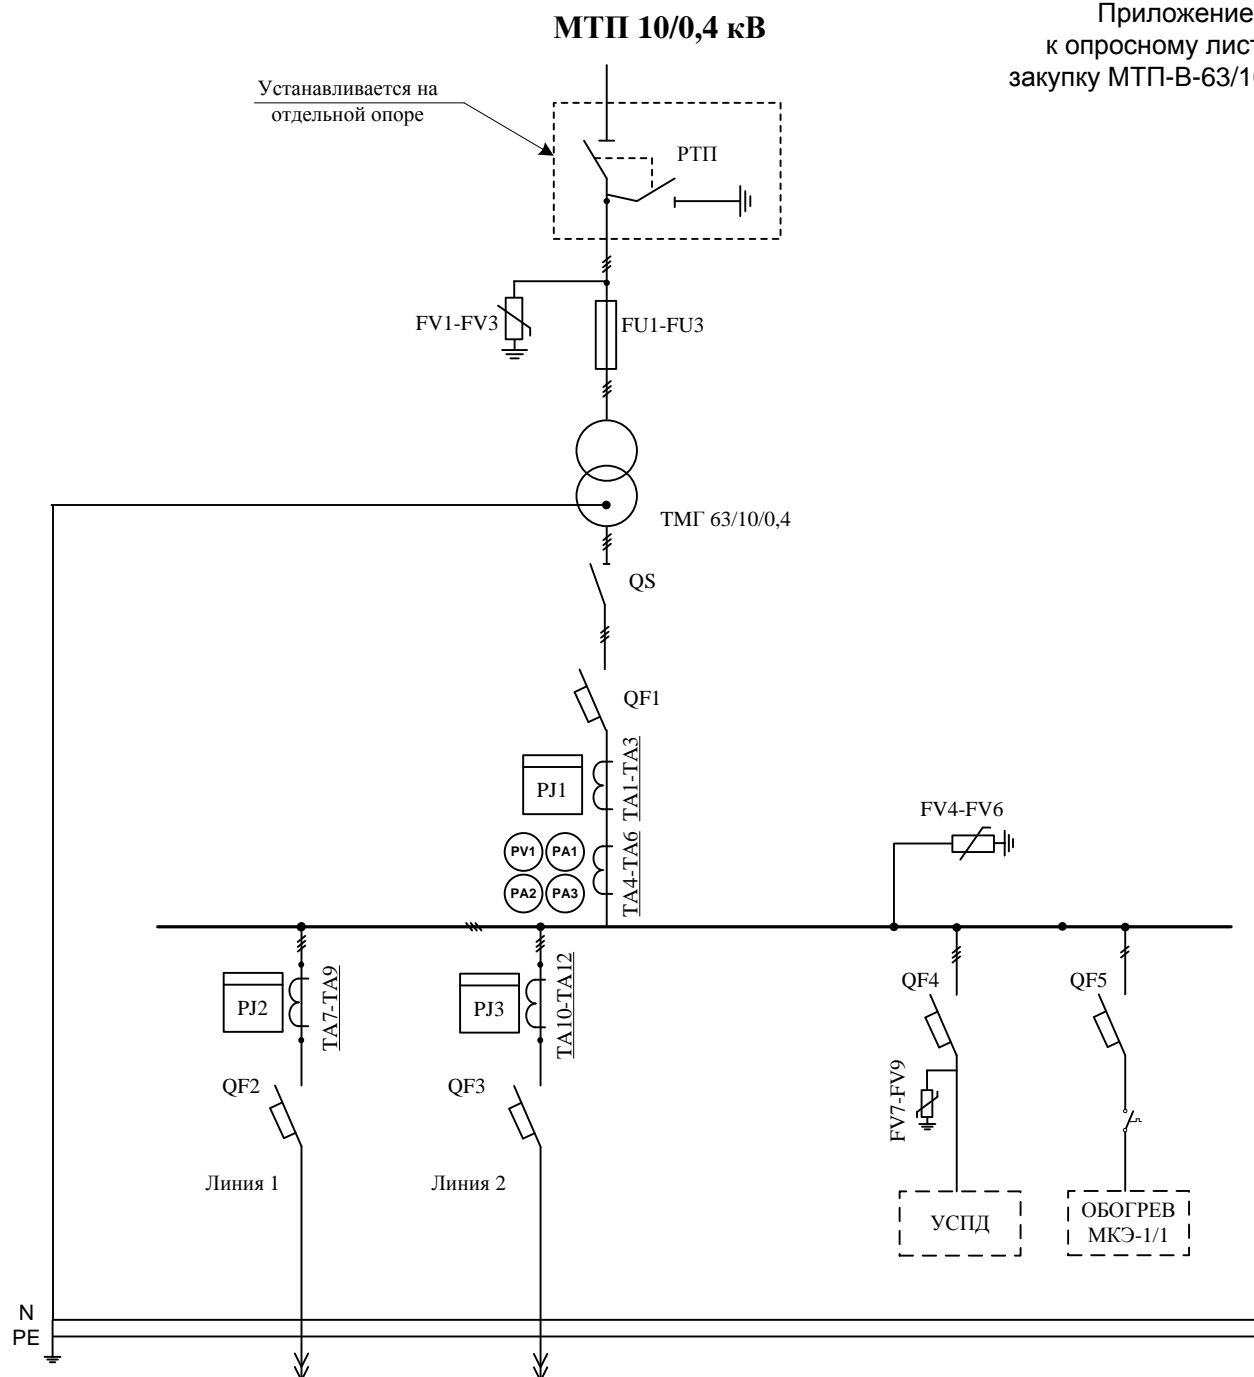 МТП 10/0,4 кВ
Приложение
к опросному лист
закупку МТП-В-63/1
Устанавливается на
отдельной опоре
РТП
FV1-FV3
FU1-FU3
ТМГ 63/10/0,4
QS
QF1
PJ1
TA1-TA3
PV1
PA1
PA2
PA3
TA4-TA6
FV4-FV6
PJ2
TA7-TA9
PJ3
TA10-TA12
QF4
QF5
QF2
QF3
FV7-FV9
Линия 1
Линия 2
УСПД
ОБОГРЕВ
МКЭ-1/1
N
PE